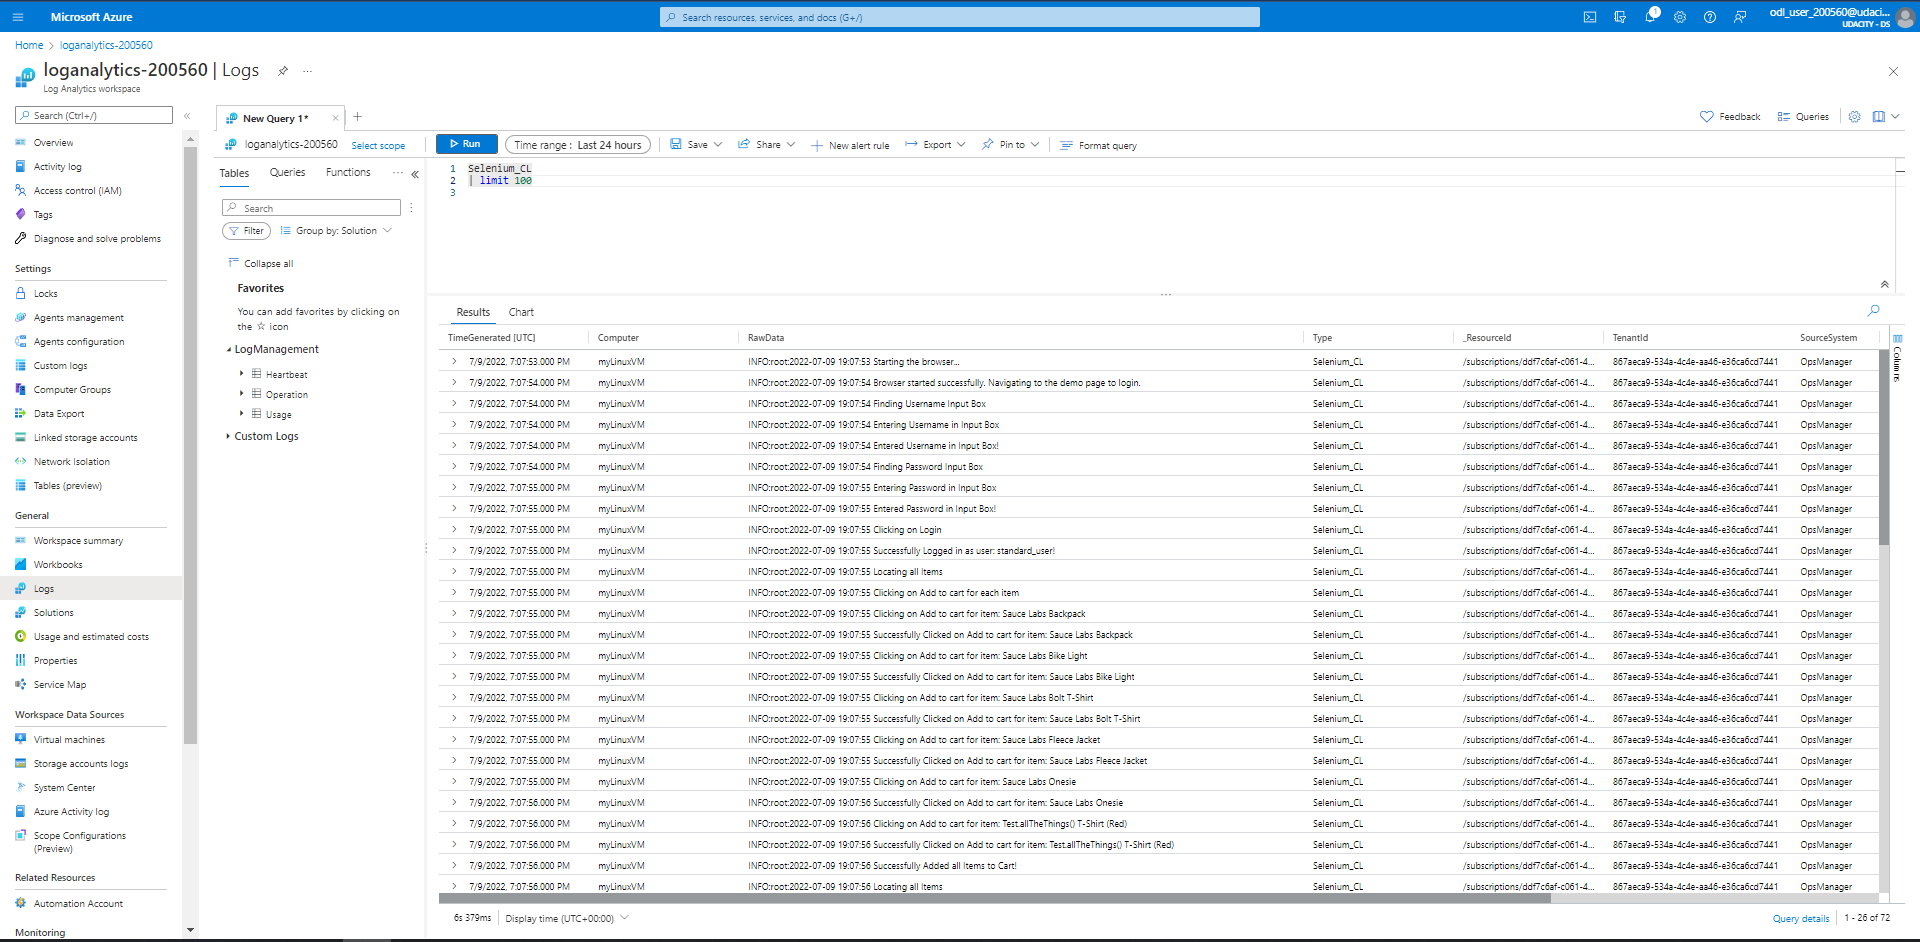 Microsoft Azure
Search resources, services, and docs (G+/)
1
odl_user_200560@udaci...
UDACITY - DS
Home > loganalytics-200560
loganalytics-200560 | Logs
Log Analytics workspace
Search (Ctrl+/)
Overview
Activity log
Access control (IAM)
Tags
Diagnose and solve problems
Settings
Locks
Agents management
Agents configuration
Custom logs
Computer Groups
Data Export
Linked storage accounts
Network Isolation
Tables (preview)
General
Workspace summary
Workbooks
Logs
Solutions
Usage and estimated costs
Properties
Service Map
Workspace Data Sources
Virtual machines
Storage accounts logs
System Center
Azure Activity log
Scope Configurations
(Preview)
Related Resources
Automation Account
Monitoring
New Query 1*
Feedback
Queries
loganalytics-200560 Select scope
Run
Time range : Last 24 hours
Save
Share
New alert rule
Export
Pin to
Format query
Tables Queries Functions
Search
Filter
Group by: Solution
Collapse all
Favorites
You can add favorites by clicking on
the ☆ icon
LogManagement
Heartbeat
Operation
Usage
Custom Logs
1 Selenium_CL
2 | limit 100
3
Results Chart
TimeGenerated [UTC] Computer RawData Type _ResourceId TenantId SourceSystem
7/9/2022, 7:07:53.000 PM myLinuxVM INFO:root:2022-07-09 19:07:53 Starting the browser... Selenium_CL /subscriptions/ddf7c6af-c061-4... 867aeca9-534a-4c4e-aa46-e36ca6cd7441 OpsManager
7/9/2022, 7:07:54.000 PM myLinuxVM INFO:root:2022-07-09 19:07:54 Browser started successfully. Navigating to the demo page to login. Selenium_CL /subscriptions/ddf7c6af-c061-4... 867aeca9-534a-4c4e-aa46-e36ca6cd7441 OpsManager
7/9/2022, 7:07:54.000 PM myLinuxVM INFO:root:2022-07-09 19:07:54 Finding Username Input Box Selenium_CL /subscriptions/ddf7c6af-c061-4... 867aeca9-534a-4c4e-aa46-e36ca6cd7441 OpsManager
7/9/2022, 7:07:54.000 PM myLinuxVM INFO:root:2022-07-09 19:07:54 Entering Username in Input Box Selenium_CL /subscriptions/ddf7c6af-c061-4... 867aeca9-534a-4c4e-aa46-e36ca6cd7441 OpsManager
7/9/2022, 7:07:54.000 PM myLinuxVM INFO:root:2022-07-09 19:07:54 Entered Username in Input Box! Selenium_CL /subscriptions/ddf7c6af-c061-4... 867aeca9-534a-4c4e-aa46-e36ca6cd7441 OpsManager
7/9/2022, 7:07:54.000 PM myLinuxVM INFO:root:2022-07-09 19:07:54 Finding Password Input Box Selenium_CL /subscriptions/ddf7c6af-c061-4... 867aeca9-534a-4c4e-aa46-e36ca6cd7441 OpsManager
7/9/2022, 7:07:55.000 PM myLinuxVM INFO:root:2022-07-09 19:07:55 Entering Password in Input Box Selenium_CL /subscriptions/ddf7c6af-c061-4... 867aeca9-534a-4c4e-aa46-e36ca6cd7441 OpsManager
7/9/2022, 7:07:55.000 PM myLinuxVM INFO:root:2022-07-09 19:07:55 Entered Password in Input Box! Selenium_CL /subscriptions/ddf7c6af-c061-4... 867aeca9-534a-4c4e-aa46-e36ca6cd7441 OpsManager
7/9/2022, 7:07:55.000 PM myLinuxVM INFO:root:2022-07-09 19:07:55 Clicking on Login Selenium_CL /subscriptions/ddf7c6af-c061-4... 867aeca9-534a-4c4e-aa46-e36ca6cd7441 OpsManager
7/9/2022, 7:07:55.000 PM myLinuxVM INFO:root:2022-07-09 19:07:55 Successfully Logged in as user: standard_user! Selenium_CL /subscriptions/ddf7c6af-c061-4... 867aeca9-534a-4c4e-aa46-e36ca6cd7441 OpsManager
7/9/2022, 7:07:55.000 PM myLinuxVM INFO:root:2022-07-09 19:07:55 Locating all Items Selenium_CL /subscriptions/ddf7c6af-c061-4... 867aeca9-534a-4c4e-aa46-e36ca6cd7441 OpsManager
7/9/2022, 7:07:55.000 PM myLinuxVM INFO:root:2022-07-09 19:07:55 Clicking on Add to cart for each item Selenium_CL /subscriptions/ddf7c6af-c061-4... 867aeca9-534a-4c4e-aa46-e36ca6cd7441 OpsManager
7/9/2022, 7:07:55.000 PM myLinuxVM INFO:root:2022-07-09 19:07:55 Clicking on Add to cart for item: Sauce Labs Backpack Selenium_CL /subscriptions/ddf7c6af-c061-4... 867aeca9-534a-4c4e-aa46-e36ca6cd7441 OpsManager
7/9/2022, 7:07:55.000 PM myLinuxVM INFO:root:2022-07-09 19:07:55 Successfully Clicked on Add to cart for item: Sauce Labs Backpack Selenium_CL /subscriptions/ddf7c6af-c061-4... 867aeca9-534a-4c4e-aa46-e36ca6cd7441 OpsManager
7/9/2022, 7:07:55.000 PM myLinuxVM INFO:root:2022-07-09 19:07:55 Clicking on Add to cart for item: Sauce Labs Bike Light Selenium_CL /subscriptions/ddf7c6af-c061-4... 867aeca9-534a-4c4e-aa46-e36ca6cd7441 OpsManager
7/9/2022, 7:07:55.000 PM myLinuxVM INFO:root:2022-07-09 19:07:55 Successfully Clicked on Add to cart for item: Sauce Labs Bike Light Selenium_CL /subscriptions/ddf7c6af-c061-4... 867aeca9-534a-4c4e-aa46-e36ca6cd7441 OpsManager
7/9/2022, 7:07:55.000 PM myLinuxVM INFO:root:2022-07-09 19:07:55 Clicking on Add to cart for item: Sauce Labs Bolt T-Shirt Selenium_CL /subscriptions/ddf7c6af-c061-4... 867aeca9-534a-4c4e-aa46-e36ca6cd7441 OpsManager
7/9/2022, 7:07:55.000 PM myLinuxVM INFO:root:2022-07-09 19:07:55 Successfully Clicked on Add to cart for item: Sauce Labs Bolt T-Shirt Selenium_CL /subscriptions/ddf7c6af-c061-4... 867aeca9-534a-4c4e-aa46-e36ca6cd7441 OpsManager
7/9/2022, 7:07:55.000 PM myLinuxVM INFO:root:2022-07-09 19:07:55 Clicking on Add to cart for item: Sauce Labs Fleece Jacket Selenium_CL /subscriptions/ddf7c6af-c061-4... 867aeca9-534a-4c4e-aa46-e36ca6cd7441 OpsManager
7/9/2022, 7:07:55.000 PM myLinuxVM INFO:root:2022-07-09 19:07:55 Successfully Clicked on Add to cart for item: Sauce Labs Fleece Jacket Selenium_CL /subscriptions/ddf7c6af-c061-4... 867aeca9-534a-4c4e-aa46-e36ca6cd7441 OpsManager
7/9/2022, 7:07:55.000 PM myLinuxVM INFO:root:2022-07-09 19:07:55 Clicking on Add to cart for item: Sauce Labs Onesie Selenium_CL /subscriptions/ddf7c6af-c061-4... 867aeca9-534a-4c4e-aa46-e36ca6cd7441 OpsManager
7/9/2022, 7:07:56.000 PM myLinuxVM INFO:root:2022-07-09 19:07:56 Successfully Clicked on Add to cart for item: Sauce Labs Onesie Selenium_CL /subscriptions/ddf7c6af-c061-4... 867aeca9-534a-4c4e-aa46-e36ca6cd7441 OpsManager
7/9/2022, 7:07:56.000 PM myLinuxVM INFO:root:2022-07-09 19:07:56 Clicking on Add to cart for item: Test.allTheThings() T-Shirt (Red) Selenium_CL /subscriptions/ddf7c6af-c061-4... 867aeca9-534a-4c4e-aa46-e36ca6cd7441 OpsManager
7/9/2022, 7:07:56.000 PM myLinuxVM INFO:root:2022-07-09 19:07:56 Successfully Clicked on Add to cart for item: Test.allTheThings() T-Shirt (Red) Selenium_CL /subscriptions/ddf7c6af-c061-4... 867aeca9-534a-4c4e-aa46-e36ca6cd7441 OpsManager
7/9/2022, 7:07:56.000 PM myLinuxVM INFO:root:2022-07-09 19:07:56 Successfully Added all Items to Cart! Selenium_CL /subscriptions/ddf7c6af-c061-4... 867aeca9-534a-4c4e-aa46-e36ca6cd7441 OpsManager
7/9/2022, 7:07:56.000 PM myLinuxVM INFO:root:2022-07-09 19:07:56 Locating all Items Selenium_CL /subscriptions/ddf7c6af-c061-4... 867aeca9-534a-4c4e-aa46-e36ca6cd7441 OpsManager
Columns
6s 379ms
Display time (UTC+00:00)
Query details
1 - 26 of 72